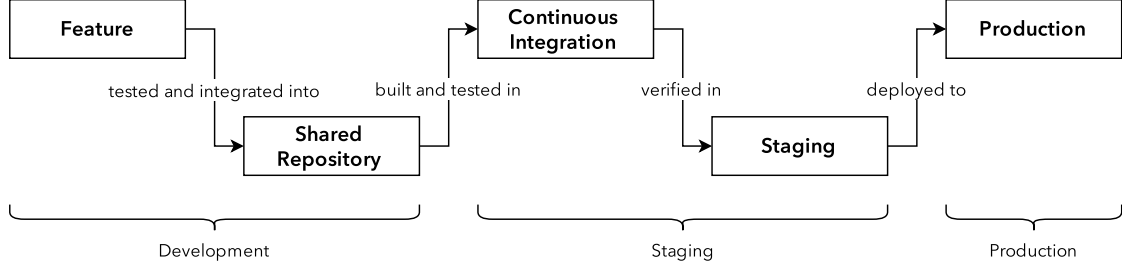 Feature
Continuous
Integration
Production
tested and integrated into
built and tested in
verified in
deployed to
Shared
Repository
Staging
Development
Staging
Production